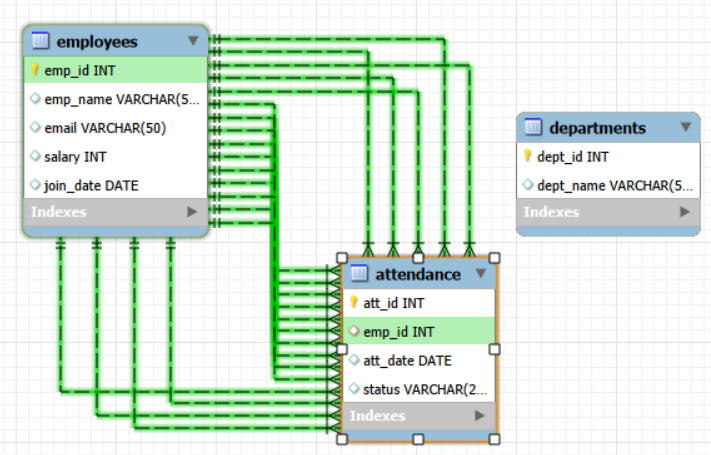 employees
emp_id INT
emp_name VARCHAR(5...
email VARCHAR(50)
salary INT
join_date DATE
Indexes
departments
dept_id INT
dept_name VARCHAR(5...
Indexes
attendance
att_id INT
emp_id INT
att_date DATE
status VARCHAR(2...
Indexes